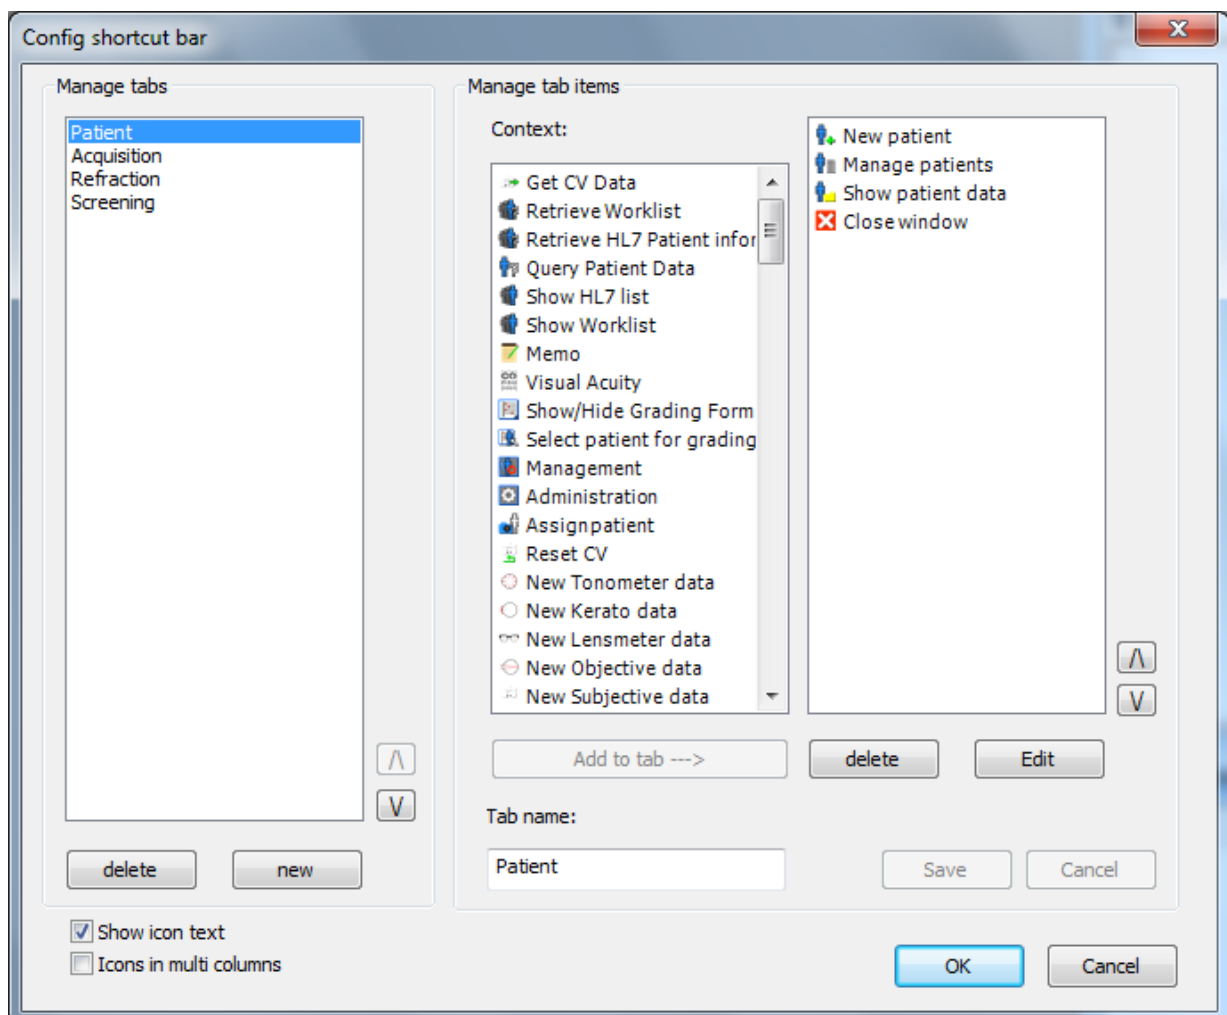 Config shortcut bar
Manage tabs
Patient
Acquisition
Refraction
Screening
/\
\/
delete
new
Manage tab items
Context:
Get CV Data
Retrieve Worklist
Retrieve HL7 Patient infor
Query Patient Data
Show HL7 list
Show Worklist
Memo
Visual Acuity
Show/Hide Grading Form
Select patient for grading
Management
Administration
Assign patient
Reset CV
New Tonometer data
New Kerato data
New Lensmeter data
New Objective data
New Subjective data
New patient
Manage patients
Show patient data
Close window
/\
\/
Add to tab --->
delete
Edit
Tab name:
Patient
Save
Cancel
Show icon text
Icons in multi columns
OK
Cancel